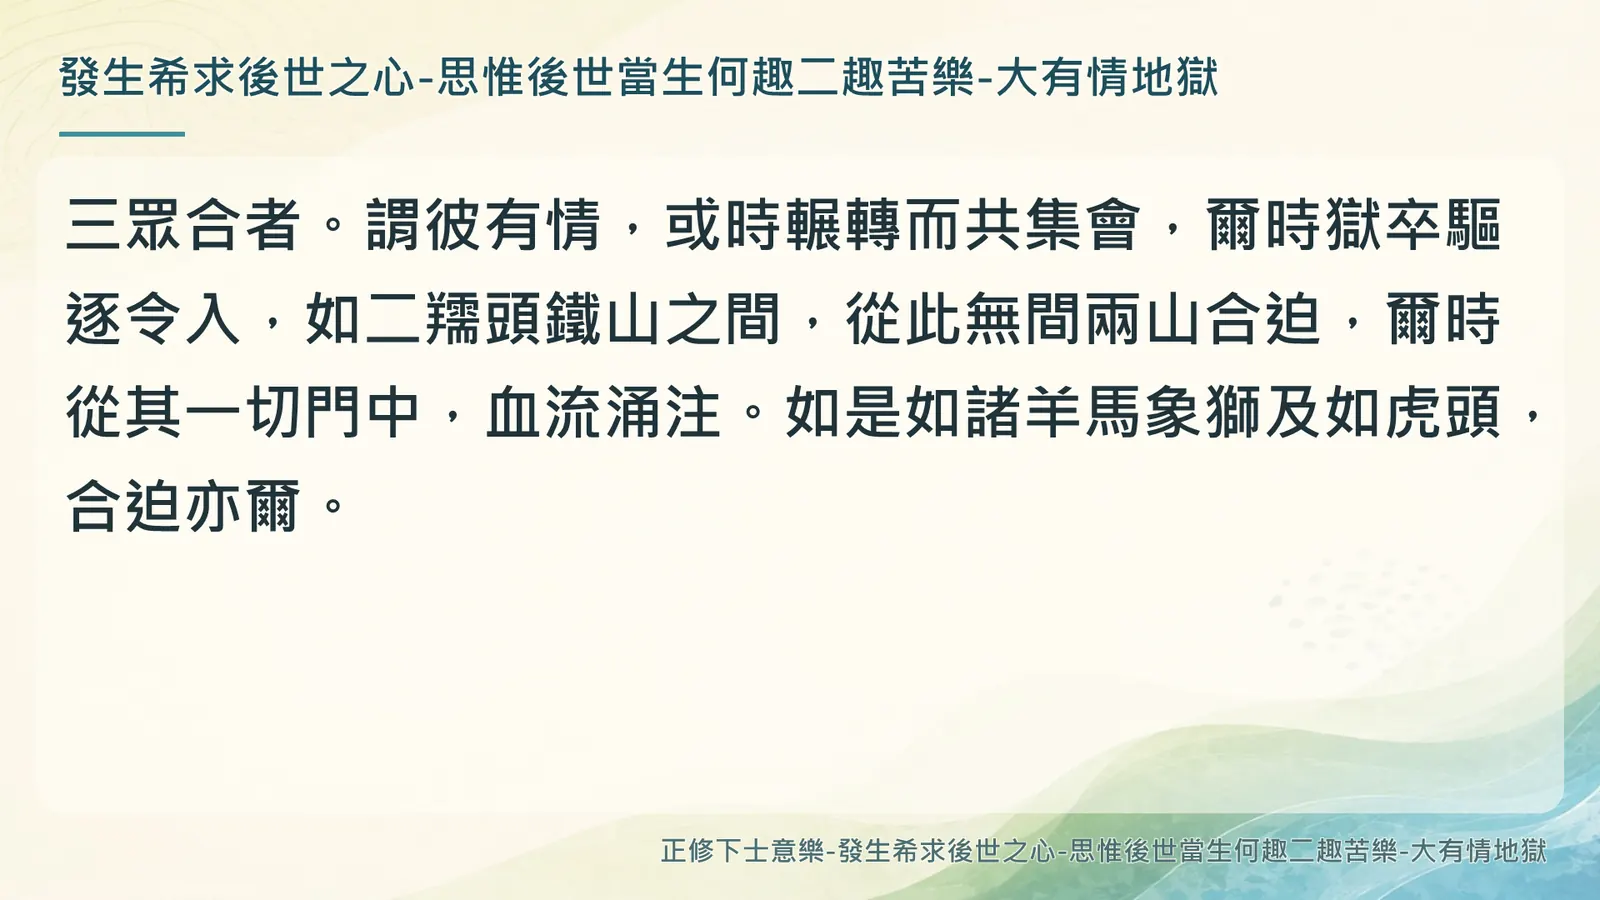 發生希求後世之心-思惟後世當生何趣二趣苦樂-大有情地獄
三眾合者。謂彼有情，或時輾轉而共集會，爾時獄卒驅
逐令入，如二羺頭鐵山之間，從此無間兩山合迫，爾時
從其一切門中，血流涌注。如是如諸羊馬象獅及如虎頭，
合迫亦爾。
正修下士意樂-發生希求後世之心-思惟後世當生何趣二趣苦樂-大有情地獄